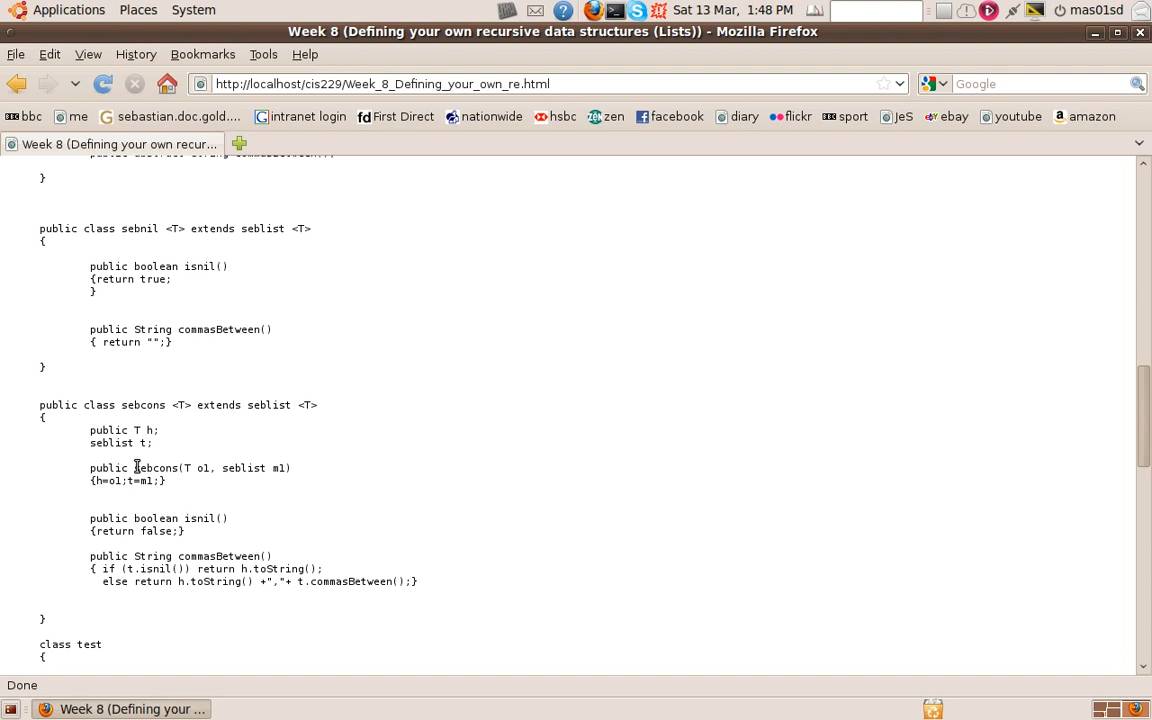 Applications Places System
Sat 13 Mar, 1:48 PM
mas01sd
Week 8 (Defining your own recursive data structures (Lists)) - Mozilla Firefox
File Edit View History Bookmarks Tools Help
http://localhost/cis229/Week_8_Defining_your_own_re.html
Google
bbc me sebastian.doc.gold.... intranet login fd First Direct nationwide hsbc zen facebook diary flickr sport JeS ebay youtube amazon
Week 8 (Defining your own recur...
}
public class sebnil <T> extends seblist <T>
{
public boolean isnil()
{return true;
}
public String commasBetween()
{ return "";}
}
public class sebcons <T> extends seblist <T>
{
public T h;
seblist t;
public sebcons(T o1, seblist m1)
{h=o1;t=m1;}
public boolean isnil()
{return false;}
public String commasBetween()
{ if (t.isnil()) return h.toString();
else return h.toString() +","+ t.commasBetween();}
}
class test
{
Done
Week 8 (Defining your ...